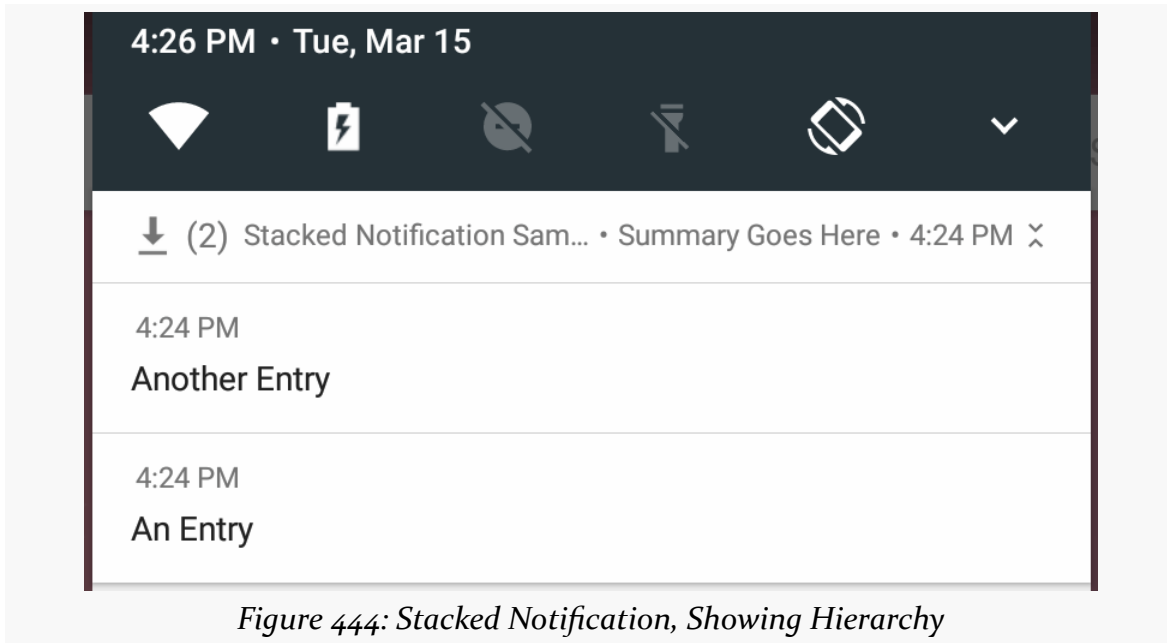 4:26 PM • Tue, Mar 15
(2) Stacked Notification Sam... • Summary Goes Here • 4:24 PM
4:24 PM
Another Entry
4:24 PM
An Entry
Figure 444: Stacked Notification, Showing Hierarchy